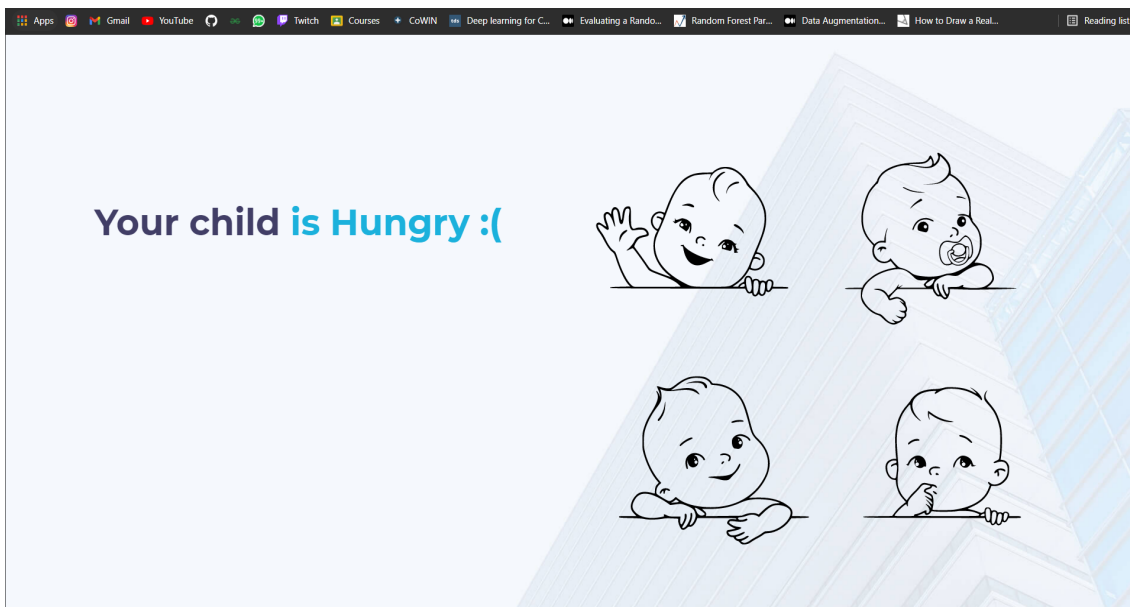 Apps Gmail YouTube Twitch Courses CoWIN Deep learning for C... Evaluating a Rando... Random Forest Par... Data Augmentation... How to Draw a Real... Reading list
Your child is Hungry :(